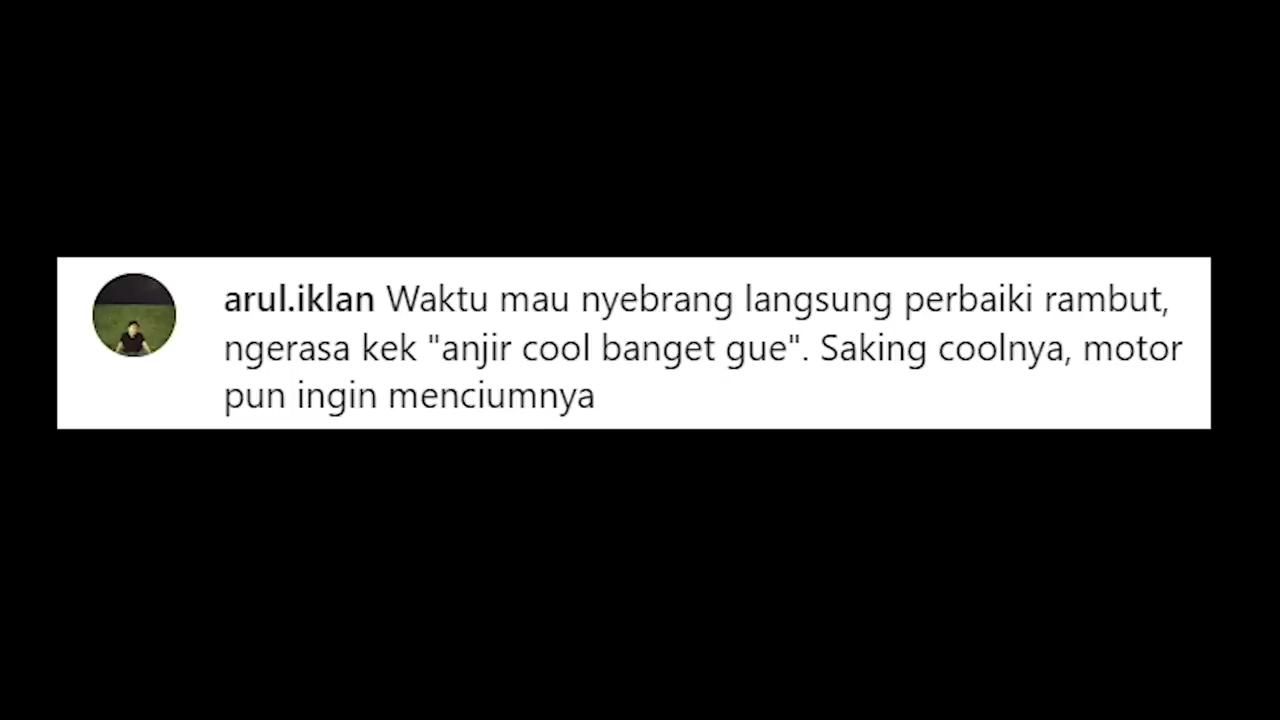 arul.iklan Waktu mau nyebrang langsung perbaiki rambut,
ngerasa kek "anjir cool banget gue". Saking coolnya, motor
pun ingin menciumnya